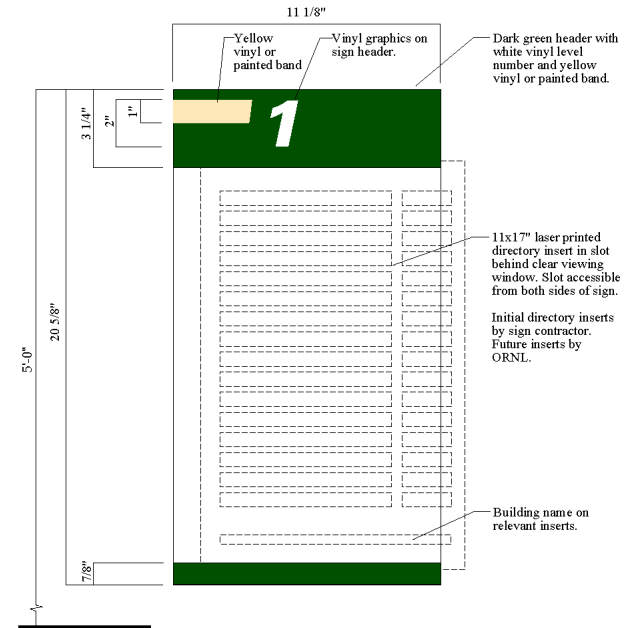 11 1/8"
Yellow
vinyl or
painted band
Vinyl graphics on
sign header.
Dark green header with
white vinyl level
number and yellow
vinyl or painted band.
1
1"
2"
3 1/4"
11x17" laser printed
directory insert in slot
behind clear viewing
window. Slot accessible
from both sides of sign.
Initial directory inserts
by sign contractor.
Future inserts by
ORNL.
20 5/8"
5'-0"
Building name on
relevant inserts.
7/8"